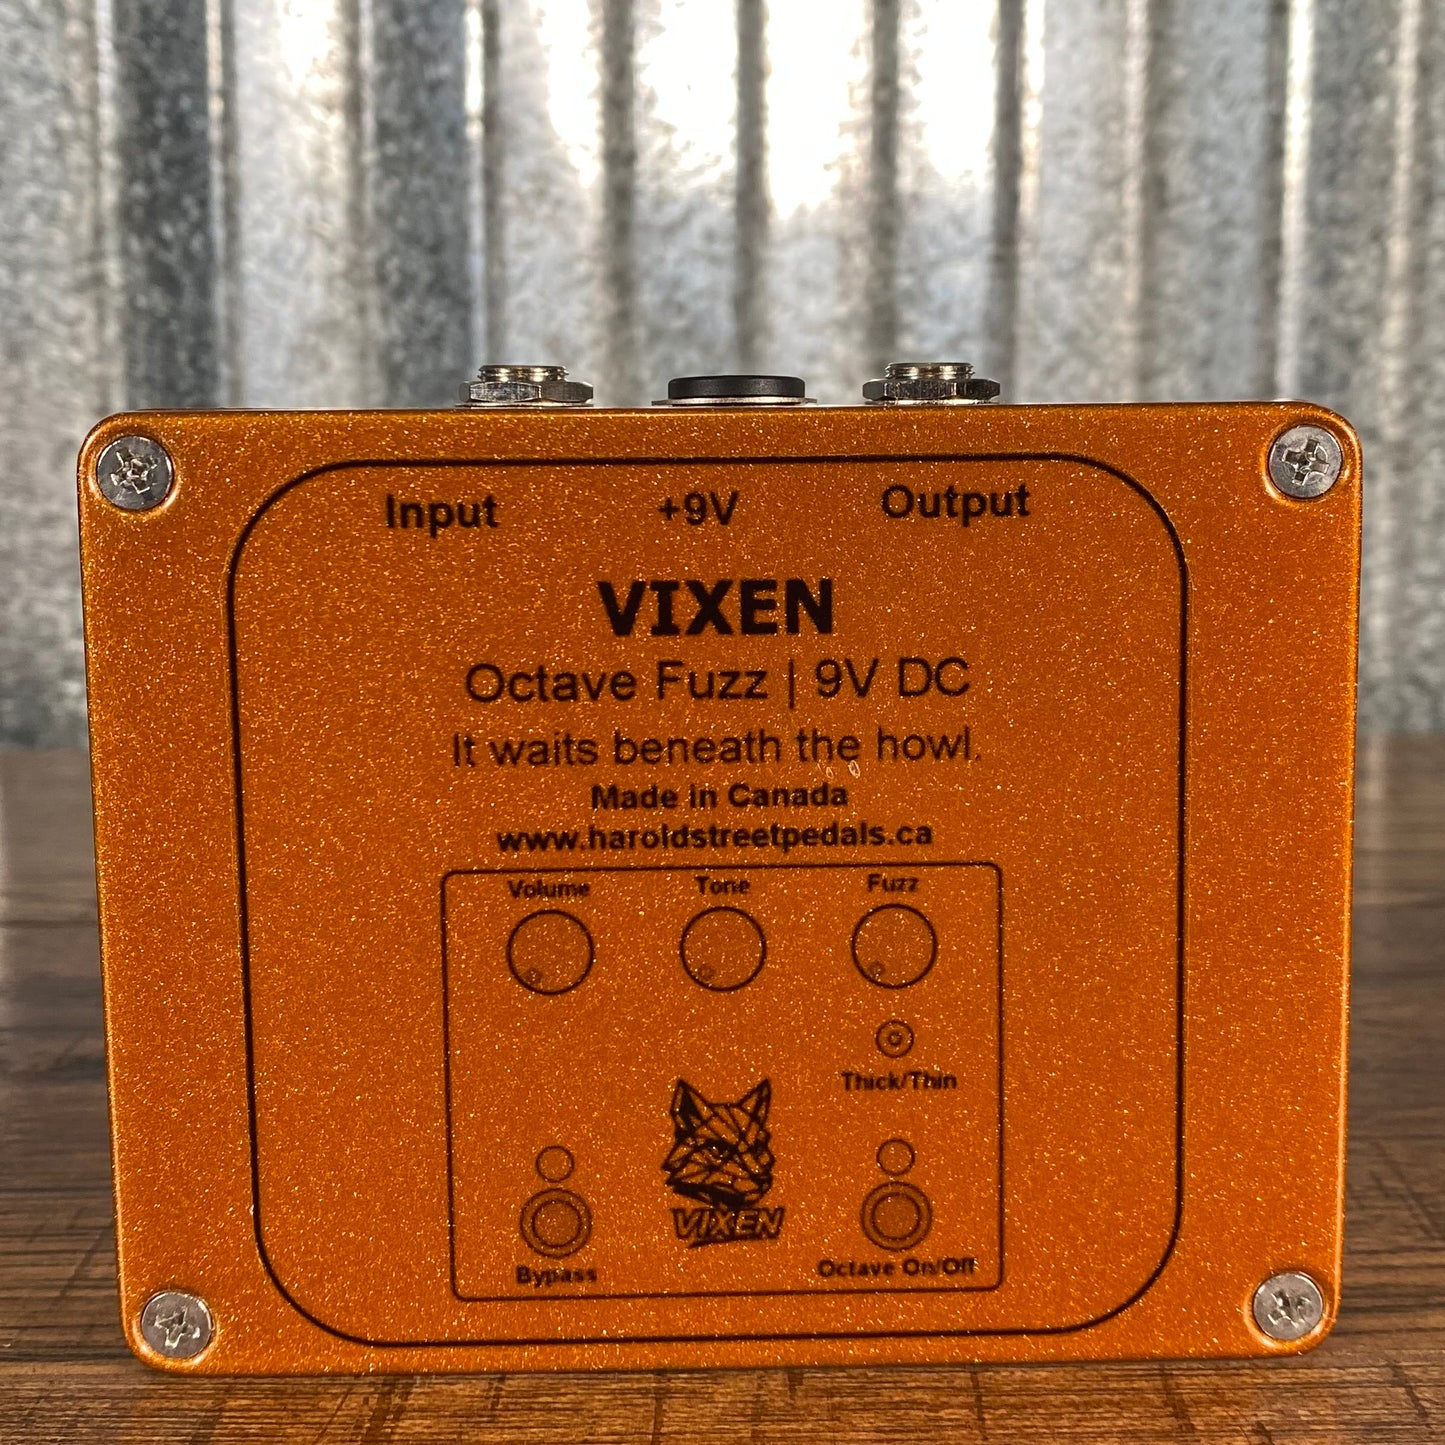 Input +9V Output
VIXEN
Octave Fuzz | 9V DC
It waits beneath the howl.
Made in Canada
www.haroldstreetpedals.ca
Volume Tone Fuzz
Thick/Thin
VIXEN
Bypass Octave On/Off